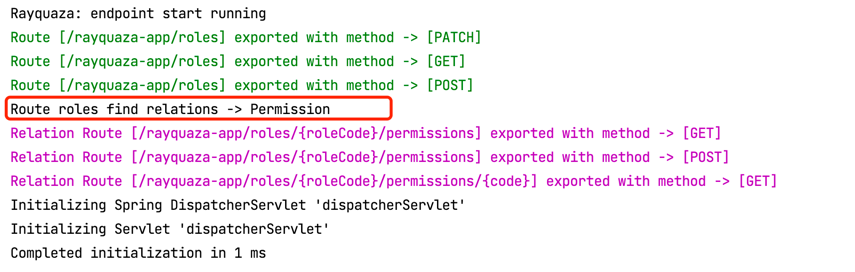 Rayquaza: endpoint start running
Route [/rayquaza-app/roles] exported with method -> [PATCH]
Route [/rayquaza-app/roles] exported with method -> [GET]
Route [/rayquaza-app/roles] exported with method -> [POST]
Route roles find relations -> Permission
Relation Route [/rayquaza-app/roles/{roleCode}/permissions] exported with method -> [GET]
Relation Route [/rayquaza-app/roles/{roleCode}/permissions] exported with method -> [POST]
Relation Route [/rayquaza-app/roles/{roleCode}/permissions/{code}] exported with method -> [GET]
Initializing Spring DispatcherServlet 'dispatcherServlet'
Initializing Servlet 'dispatcherServlet'
Completed initialization in 1 ms